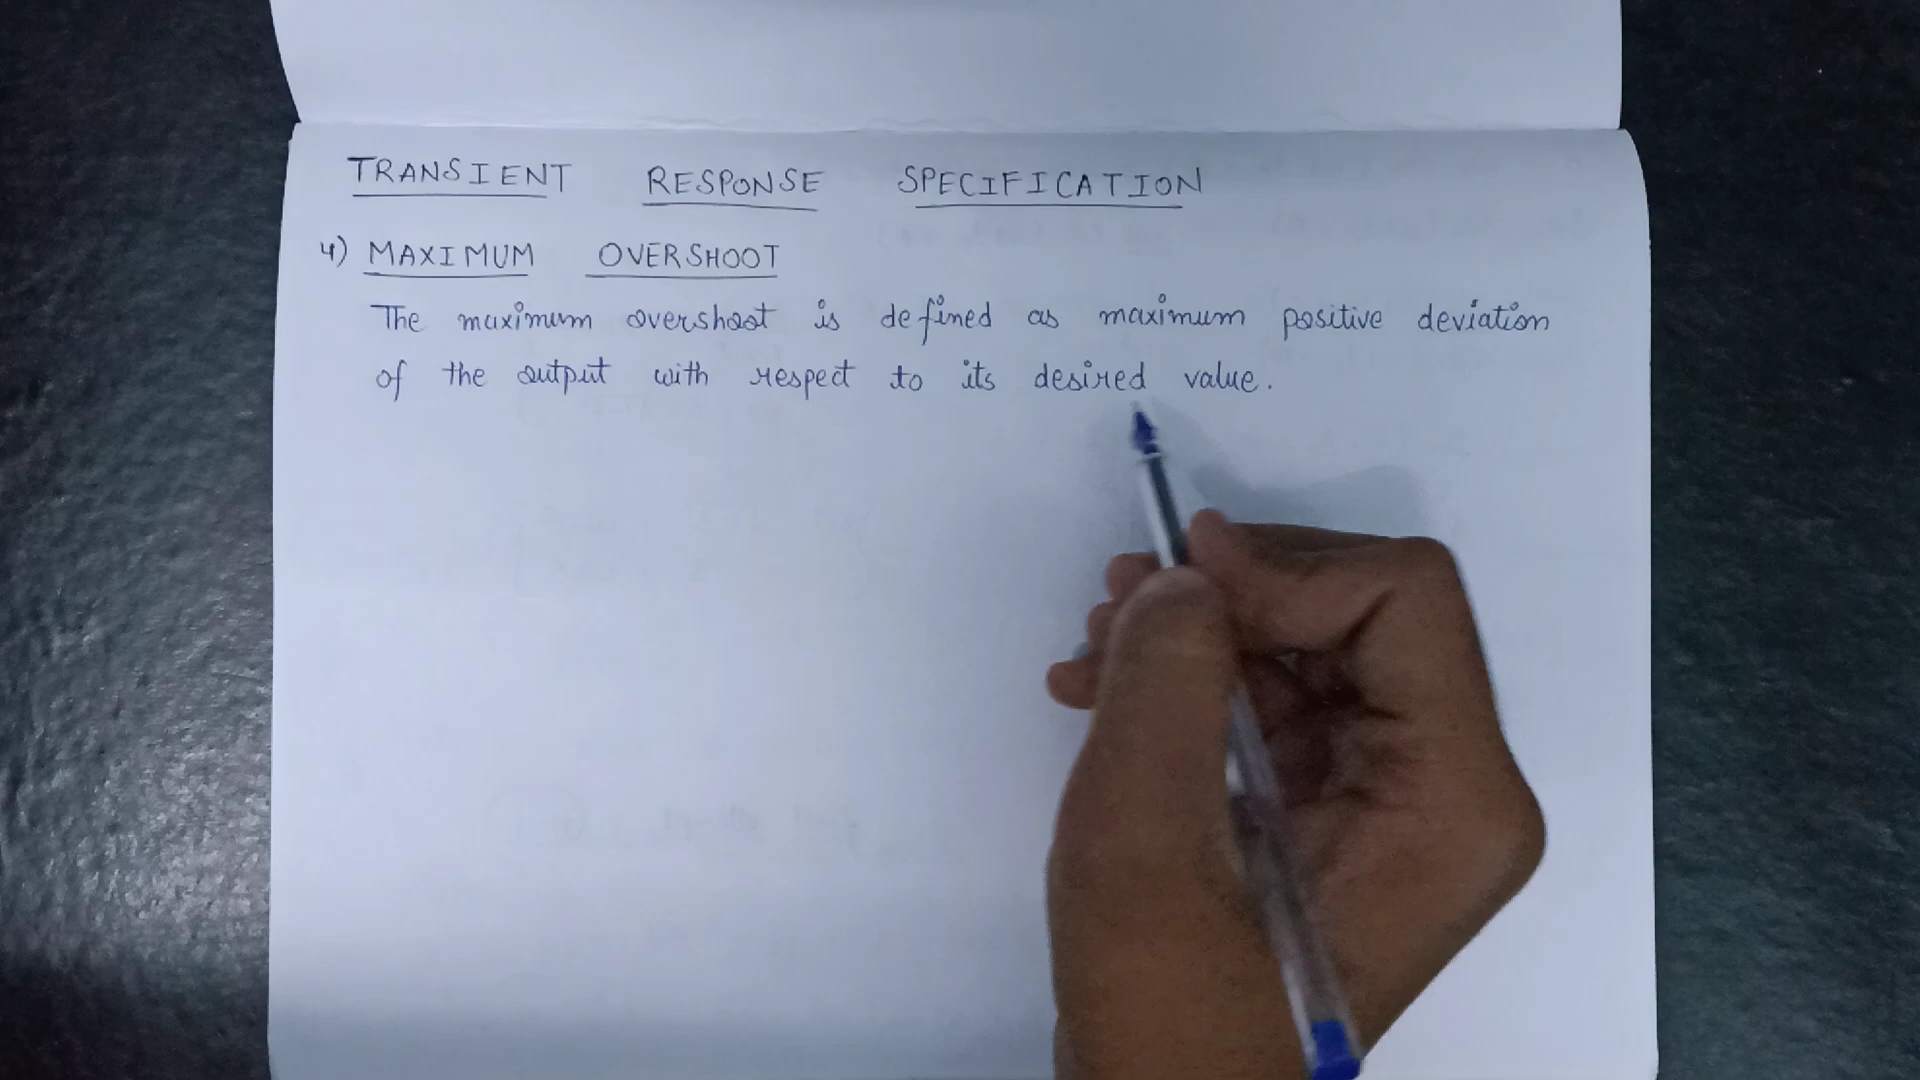 TRANSIENT RESPONSE SPECIFICATION
4) MAXIMUM OVERSHOOT
The maximum overshoot is defined as maximum positive deviation
of the output with respect to its desired value.